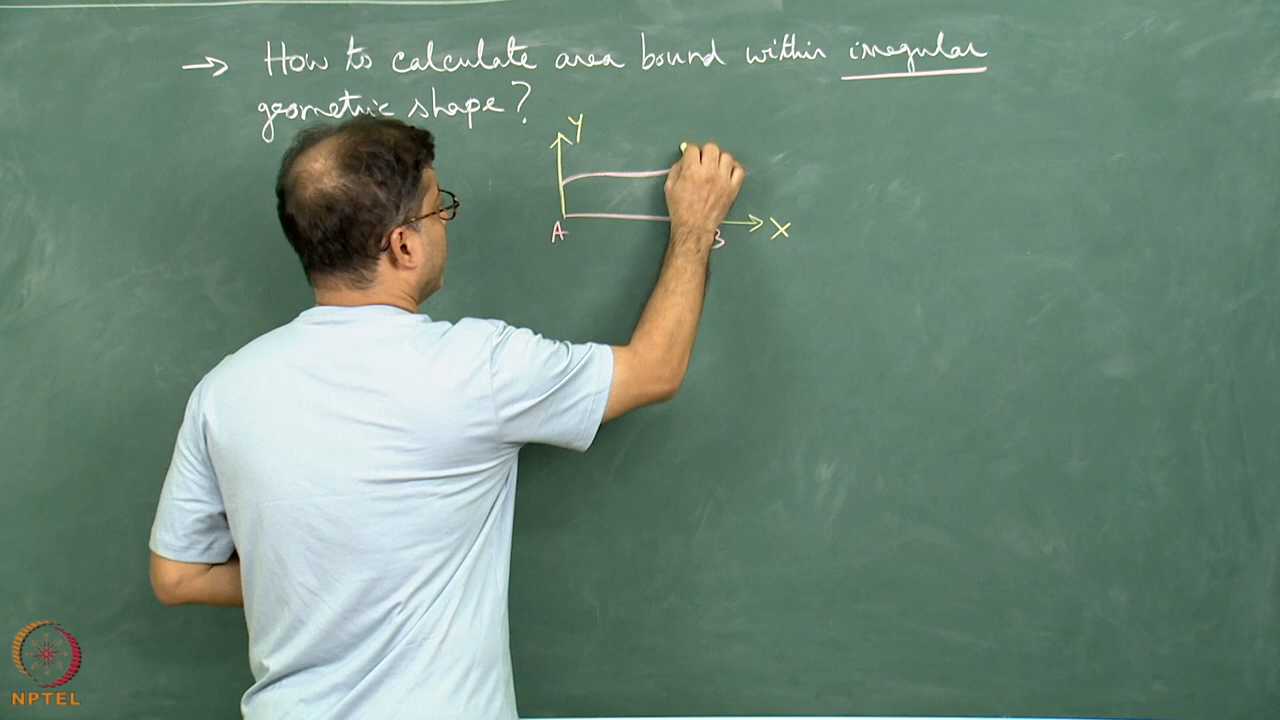 → How to calculate area bound within irregular
geometric shape?
Y
A B X
NPTEL